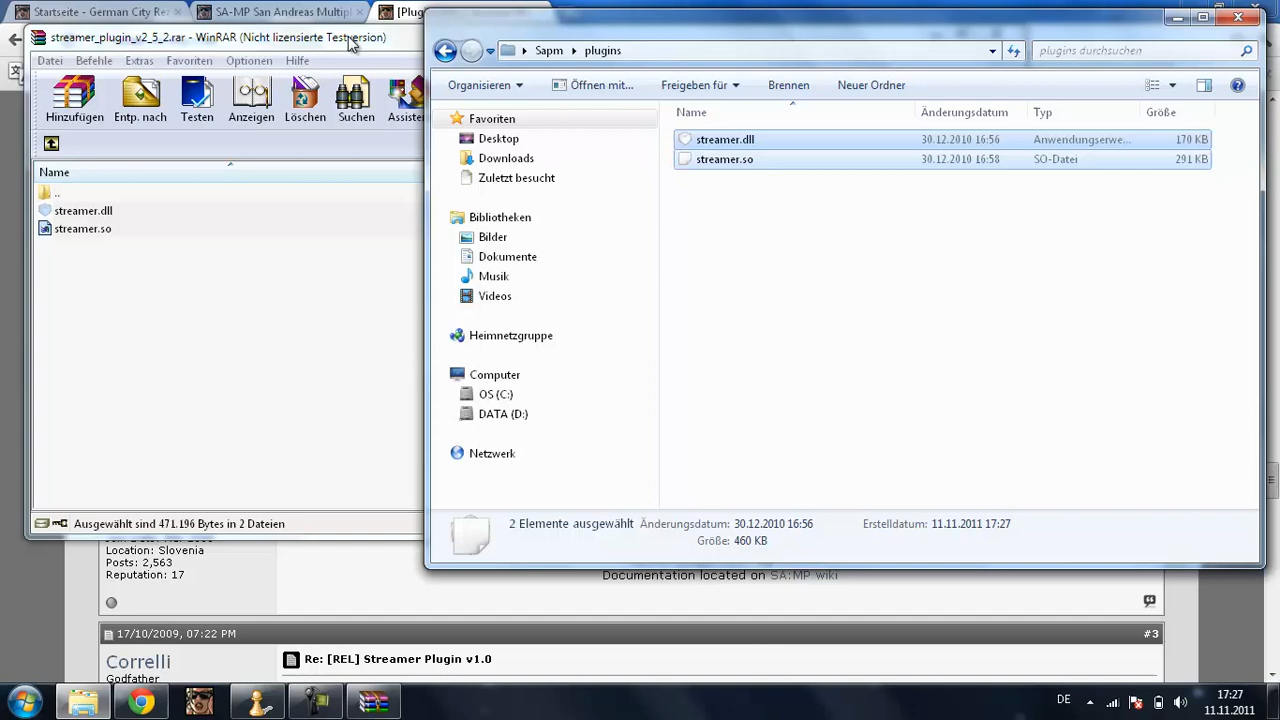 Startseite - German City Re
SA-MP San Andreas Multipl
[Plug
streamer_plugin_v2_5_2.rar - WinRAR (Nicht lizensierte Testversion)
Datei Befehle Extras Favoriten Optionen Hilfe
Hinzufügen Entp. nach Testen Anzeigen Löschen Suchen Assiste
Name
..
streamer.dll
streamer.so
Ausgewählt sind 471.196 Bytes in 2 Dateien
Sapm plugins
plugins durchsuchen
Organisieren Öffnen mit... Freigeben für Brennen Neuer Ordner
Name Änderungsdatum Typ Größe
streamer.dll 30.12.2010 16:56 Anwendungserwe... 170 KB
streamer.so 30.12.2010 16:58 SO-Datei 291 KB
Favoriten
Desktop
Downloads
Zuletzt besucht
Bibliotheken
Bilder
Dokumente
Musik
Videos
Heimnetzgruppe
Computer
OS (C:)
DATA (D:)
Netzwerk
2 Elemente ausgewählt Änderungsdatum: 30.12.2010 16:56 Erstelldatum: 11.11.2011 17:27
Größe: 460 KB
Location: Slovenia
Posts: 2,563
Reputation: 17
Documentation located on SA:MP wiki
17/10/2009, 07:22 PM #3
Correlli
Godfather
Re: [REL] Streamer Plugin v1.0
DE
17:27
11.11.2011